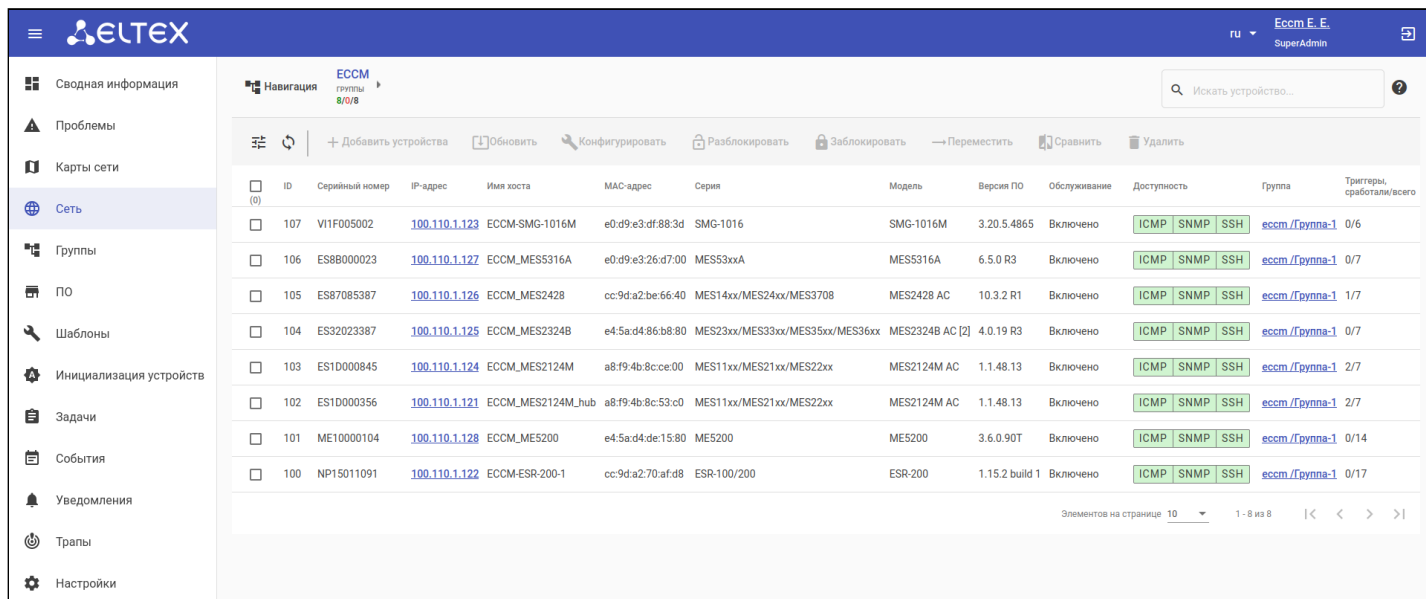 ELTEX
ru
Eccm E. E.
SuperAdmin
Сводная информация
Проблемы
Карты сети
Сеть
Группы
ПО
Шаблоны
Инициализация устройств
Задачи
События
Уведомления
Трапы
Настройки
Навигация
ECCM
ГРУППЫ
8/0/8
Искать устройство...
Добавить устройства Обновить Конфигурировать Разблокировать Заблокировать Переместить Сравнить Удалить
(0) ID Серийный номер IP-адрес Имя хоста MAC-адрес Серия Модель Версия ПО Обслуживание Доступность Группа Триггеры, сработали/всего
107 VI1F005002 100.110.1.123 ECCM-SMG-1016M e0:d9:e3:df:88:3d SMG-1016 SMG-1016M 3.20.5.4865 Включено ICMP SNMP SSH eccm /Группа-1 0/6
106 ES8B000023 100.110.1.127 ECCM_MES5316A e0:d9:e3:26:d7:00 MES53xxA MES5316A 6.5.0 R3 Включено ICMP SNMP SSH eccm /Группа-1 0/7
105 ES87085387 100.110.1.126 ECCM_MES2428 cc:9d:a2:be:66:40 MES14xx/MES24xx/MES3708 MES2428 AC 10.3.2 R1 Включено ICMP SNMP SSH eccm /Группа-1 1/7
104 ES32023387 100.110.1.125 ECCM_MES2324B e4:5a:d4:86:b8:80 MES23xx/MES33xx/MES35xx/MES36xx MES2324B AC [2] 4.0.19 R3 Включено ICMP SNMP SSH eccm /Группа-1 0/7
103 ES1D000845 100.110.1.124 ECCM_MES2124M a8:f9:4b:8c:ce:00 MES11xx/MES21xx/MES22xx MES2124M AC 1.1.48.13 Включено ICMP SNMP SSH eccm /Группа-1 2/7
102 ES1D000356 100.110.1.121 ECCM_MES2124M_hub a8:f9:4b:8c:53:c0 MES11xx/MES21xx/MES22xx MES2124M AC 1.1.48.13 Включено ICMP SNMP SSH eccm /Группа-1 2/7
101 ME10000104 100.110.1.128 ECCM_ME5200 e4:5a:d4:de:15:80 ME5200 ME5200 3.6.0.90T Включено ICMP SNMP SSH eccm /Группа-1 0/14
100 NP15011091 100.110.1.122 ECCM-ESR-200-1 cc:9d:a2:70:af:d8 ESR-100/200 ESR-200 1.15.2 build 1 Включено ICMP SNMP SSH eccm /Группа-1 0/17
Элементов на странице 10 1 - 8 из 8